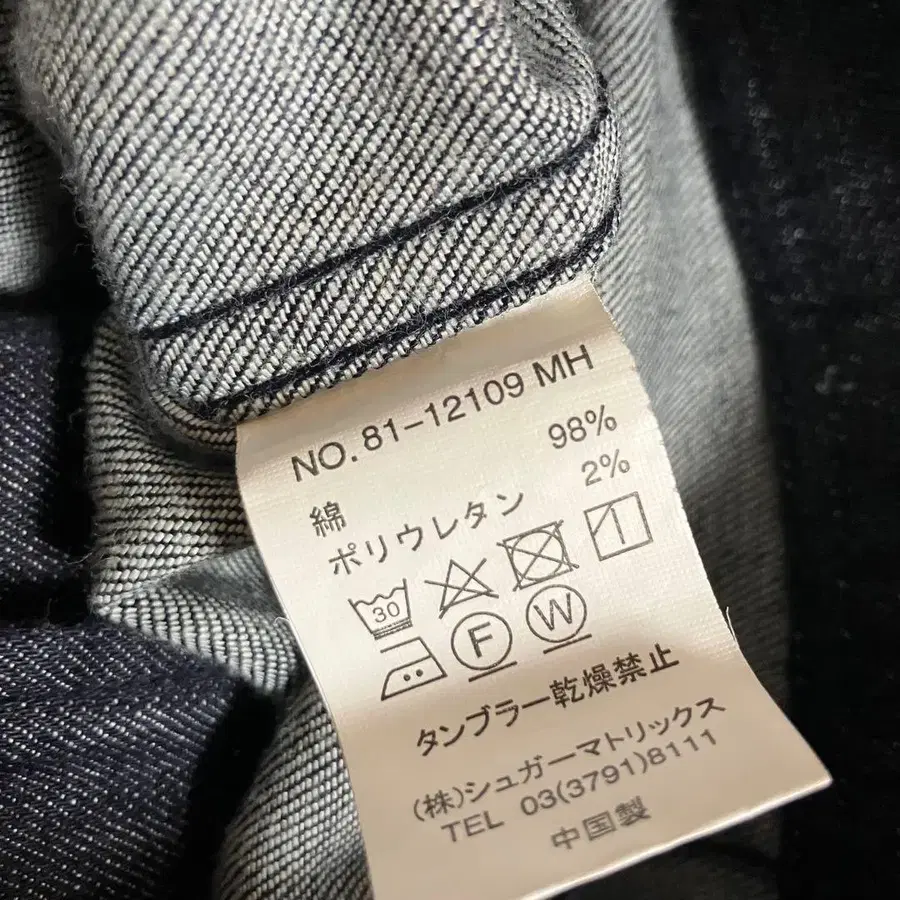 NO. 81-12109 MH
綿 98%
ポリウレタン 2%
30
F W
タンブラー乾燥禁止
(株)シュガーマトリックス
TEL 03(3791)8111
中国製